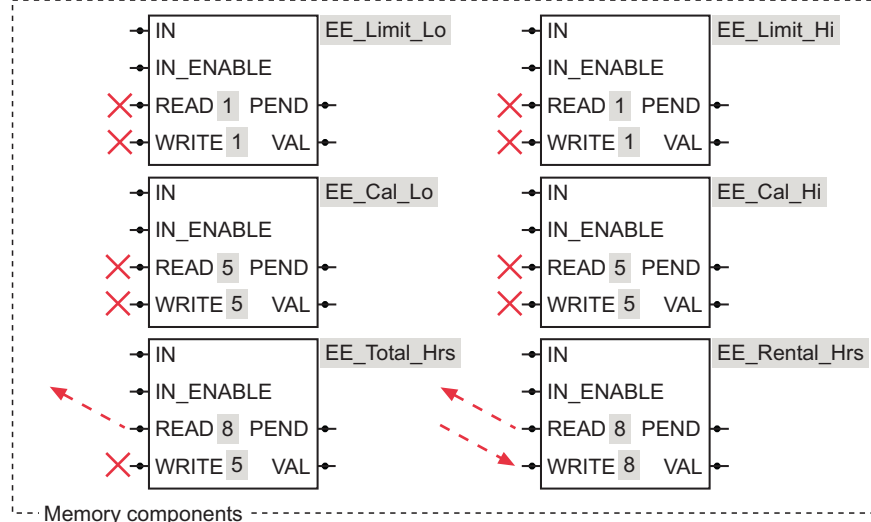 IN EE_Limit_Lo
IN_ENABLE
READ 1 PEND
WRITE 1 VAL
IN EE_Limit_Hi
IN_ENABLE
READ 1 PEND
WRITE 1 VAL
IN EE_Cal_Lo
IN_ENABLE
READ 5 PEND
WRITE 5 VAL
IN EE_Cal_Hi
IN_ENABLE
READ 5 PEND
WRITE 5 VAL
IN EE_Total_Hrs
IN_ENABLE
READ 8 PEND
WRITE 5 VAL
IN EE_Rental_Hrs
IN_ENABLE
READ 8 PEND
WRITE 8 VAL
Memory components